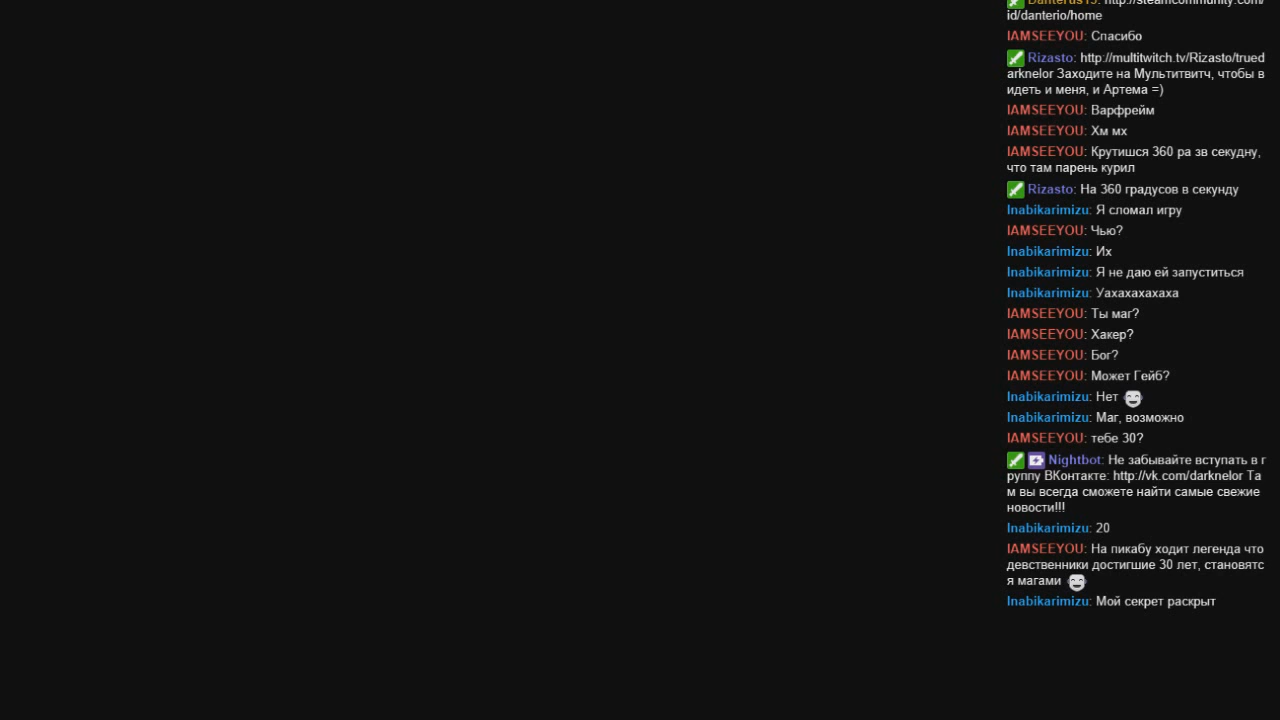 Danterus15: http://steamcommunity.com/
id/danterio/home
IAMSEEYOU: Спасибо
Rizasto: http://multitwitch.tv/Rizasto/trued
arknelor Заходите на Мультитвитч, чтобы в
идеть и меня, и Артема =)
IAMSEEYOU: Варфрейм
IAMSEEYOU: Хм мх
IAMSEEYOU: Крутишся 360 ра зв секудну,
что там парень курил
Rizasto: На 360 градусов в секунду
Inabikarimizu: Я сломал игру
IAMSEEYOU: Чью?
Inabikarimizu: Их
Inabikarimizu: Я не даю ей запуститься
Inabikarimizu: Уахахахахаха
IAMSEEYOU: Ты маг?
IAMSEEYOU: Хакер?
IAMSEEYOU: Бог?
IAMSEEYOU: Может Гейб?
Inabikarimizu: Нет
Inabikarimizu: Маг, возможно
IAMSEEYOU: тебе 30?
Nightbot: Не забывайте вступать в г
руппу ВКонтакте: http://vk.com/darknelor Та
м вы всегда сможете найти самые свежие
новости!!!
Inabikarimizu: 20
IAMSEEYOU: На пикабу ходит легенда что
девственники достигшие 30 лет, становятс
я магами
Inabikarimizu: Мой секрет раскрыт